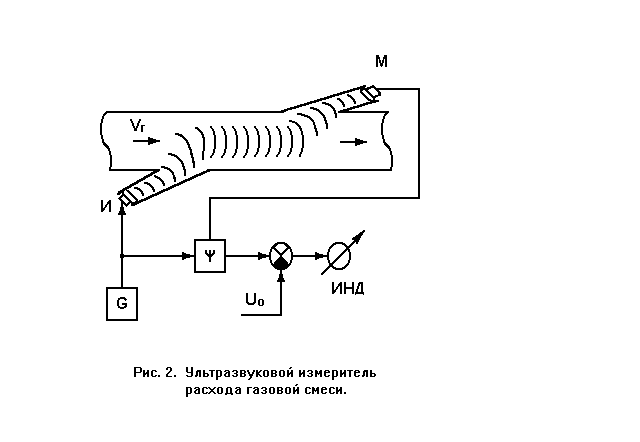 М
Vг
И
Ψ
G
U₀
ИНД
Рис. 2. Ультразвуковой измеритель
расхода газовой смеси.